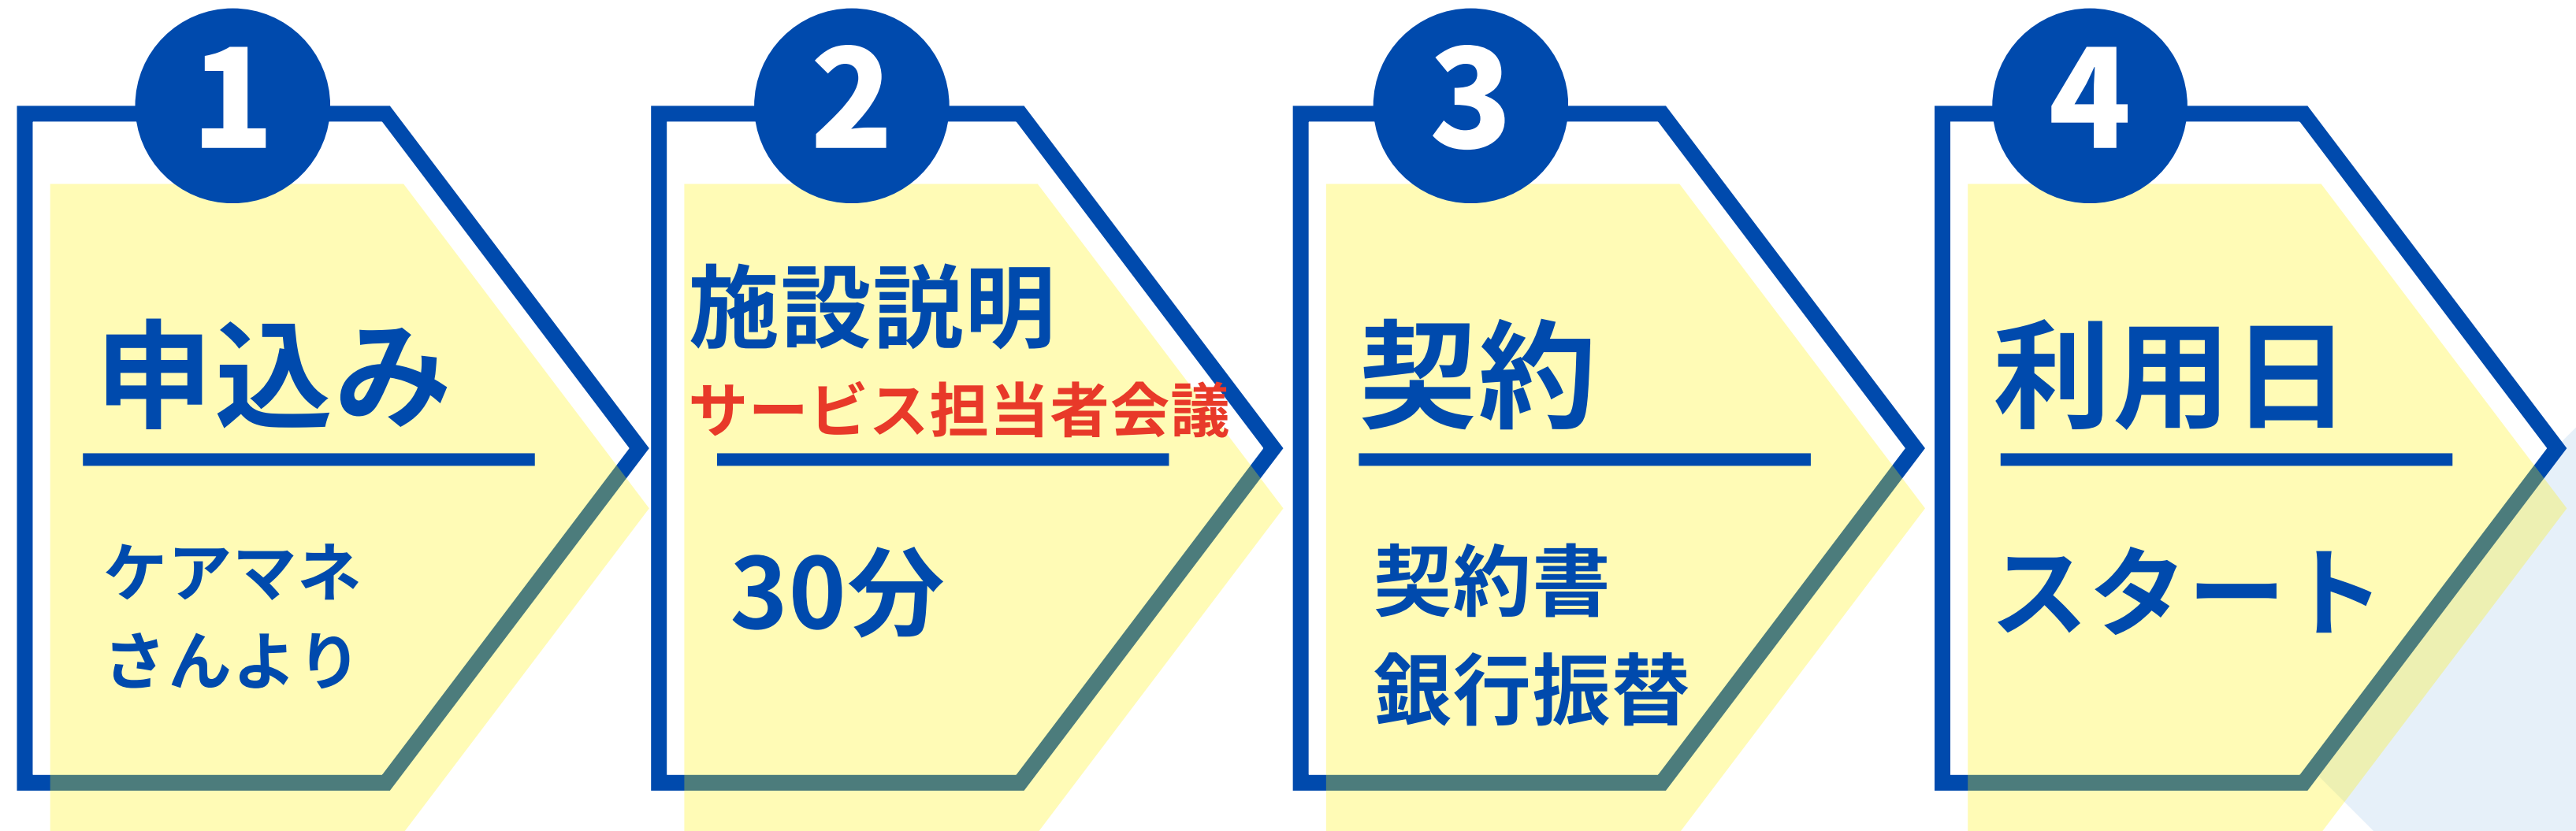 1
申込み
ケアマネ
さんより
2
施設説明
サービス担当者会議
30分
3
契約
契約書
銀行振替
4
利用日
スタート